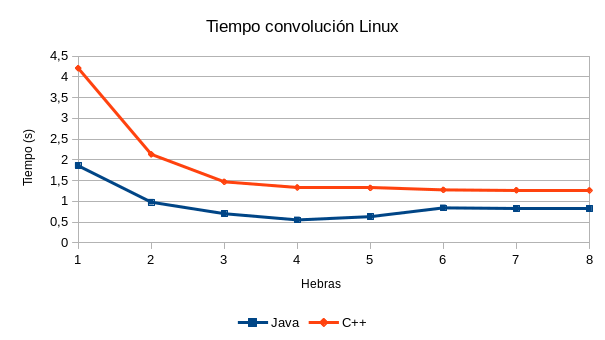 Tiempo convolución Linux
4,5
4
3,5
3
2,5
2
1,5
1
0,5
0
Tiempo (s)
1 2 3 4 5 6 7 8
Hebras
Java C++